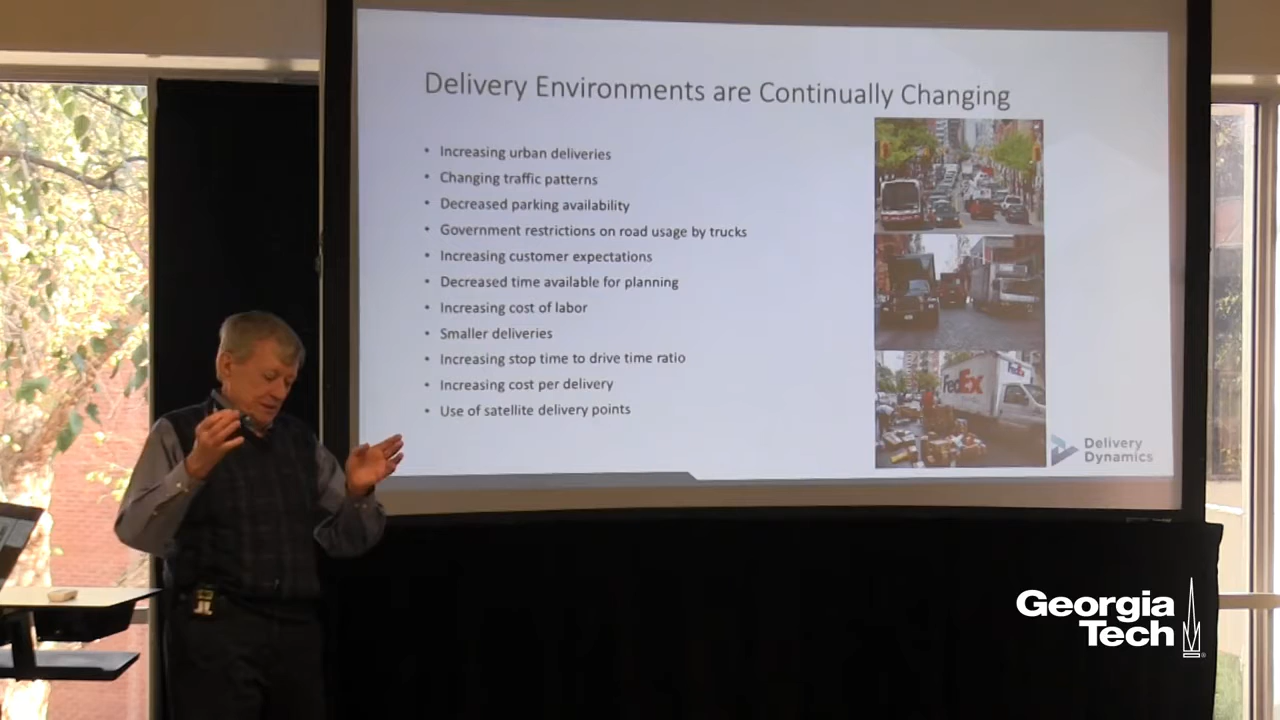 Delivery Environments are Continually Changing
• Increasing urban deliveries
• Changing traffic patterns
• Decreased parking availability
• Government restrictions on road usage by trucks
• Increasing customer expectations
• Decreased time available for planning
• Increasing cost of labor
• Smaller deliveries
• Increasing stop time to drive time ratio
• Increasing cost per delivery
• Use of satellite delivery points
FedEx
FedEx
Delivery
Dynamics
Georgia
Tech